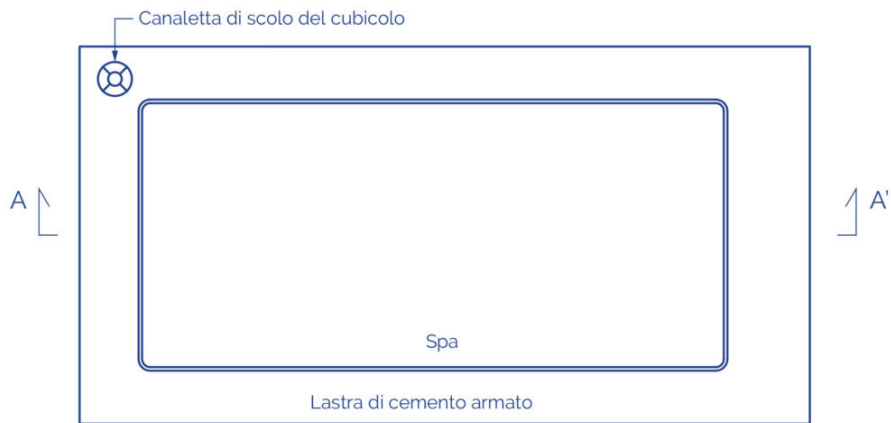 Canaletta di scolo del cubicolo
A
A'
Spa
Lastra di cemento armato